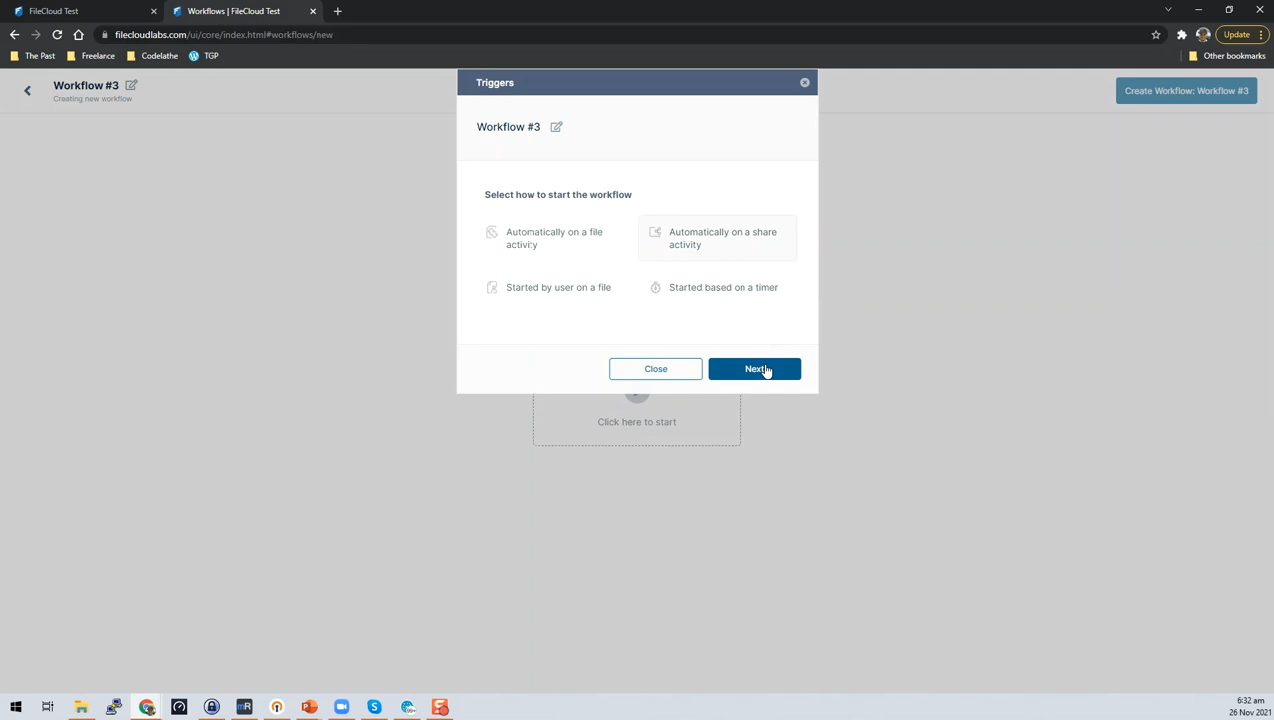 FileCloud Test
Workflows | FileCloud Test
filecloudlabs.com/ui/core/index.html#workflows/new
Update
The Past
Freelance
Codelathe
TGP
Other bookmarks
Workflow #3
Creating new workflow
Create Workflow: Workflow #3
Triggers
Workflow #3
Select how to start the workflow
Automatically on a file
activity
Automatically on a share
activity
Started by user on a file
Started based on a timer
Close
Next
Click here to start
mR
99+
6:32 am
26 Nov 2021